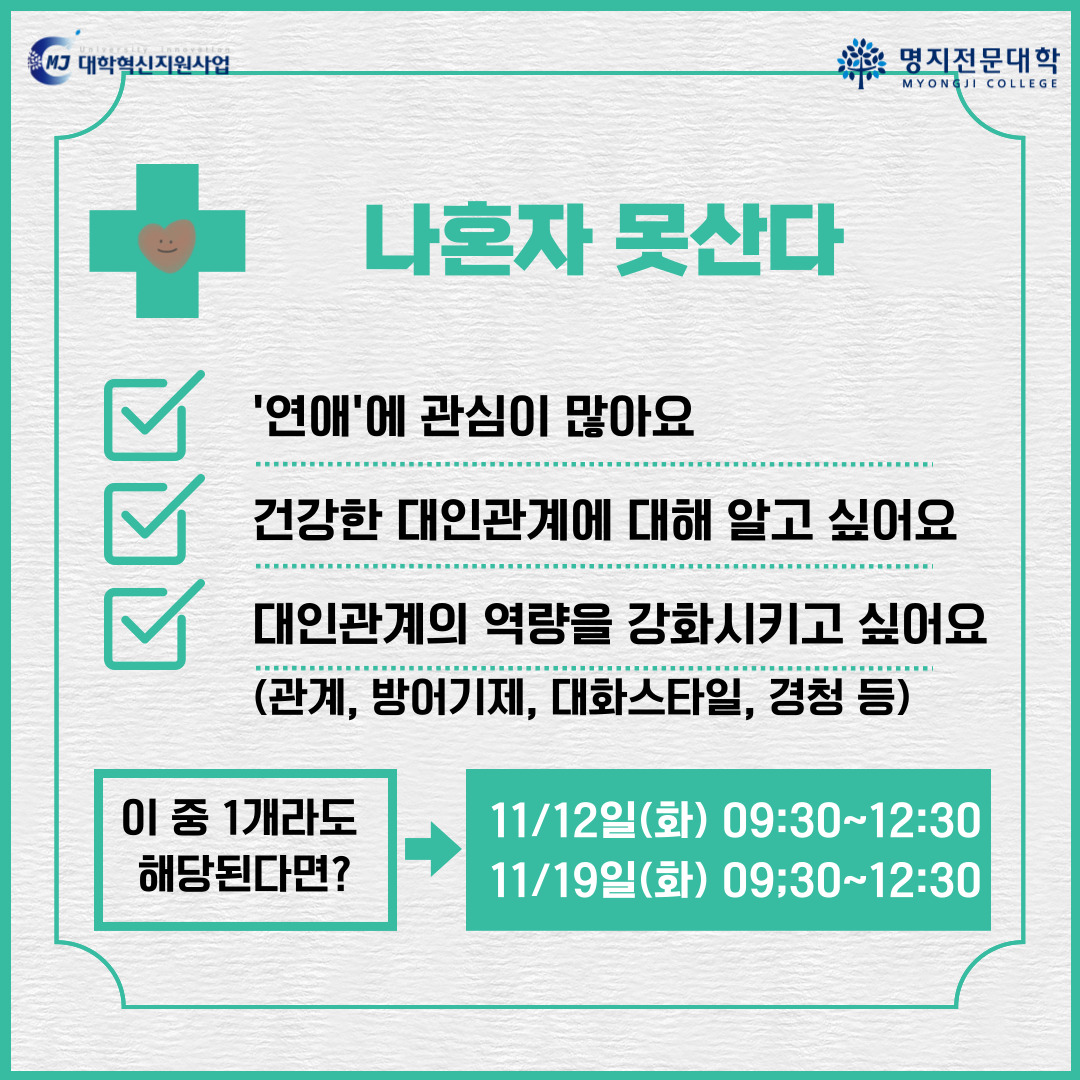 University Innovation
MJ 대학혁신지원사업
명지전문대학
MYONGJI COLLEGE
나혼자 못산다
'연애'에 관심이 많아요
건강한 대인관계에 대해 알고 싶어요
대인관계의 역량을 강화시키고 싶어요
(관계, 방어기제, 대화스타일, 경청 등)
이 중 1개라도
해당된다면?
11/12일(화) 09:30~12:30
11/19일(화) 09;30~12:30